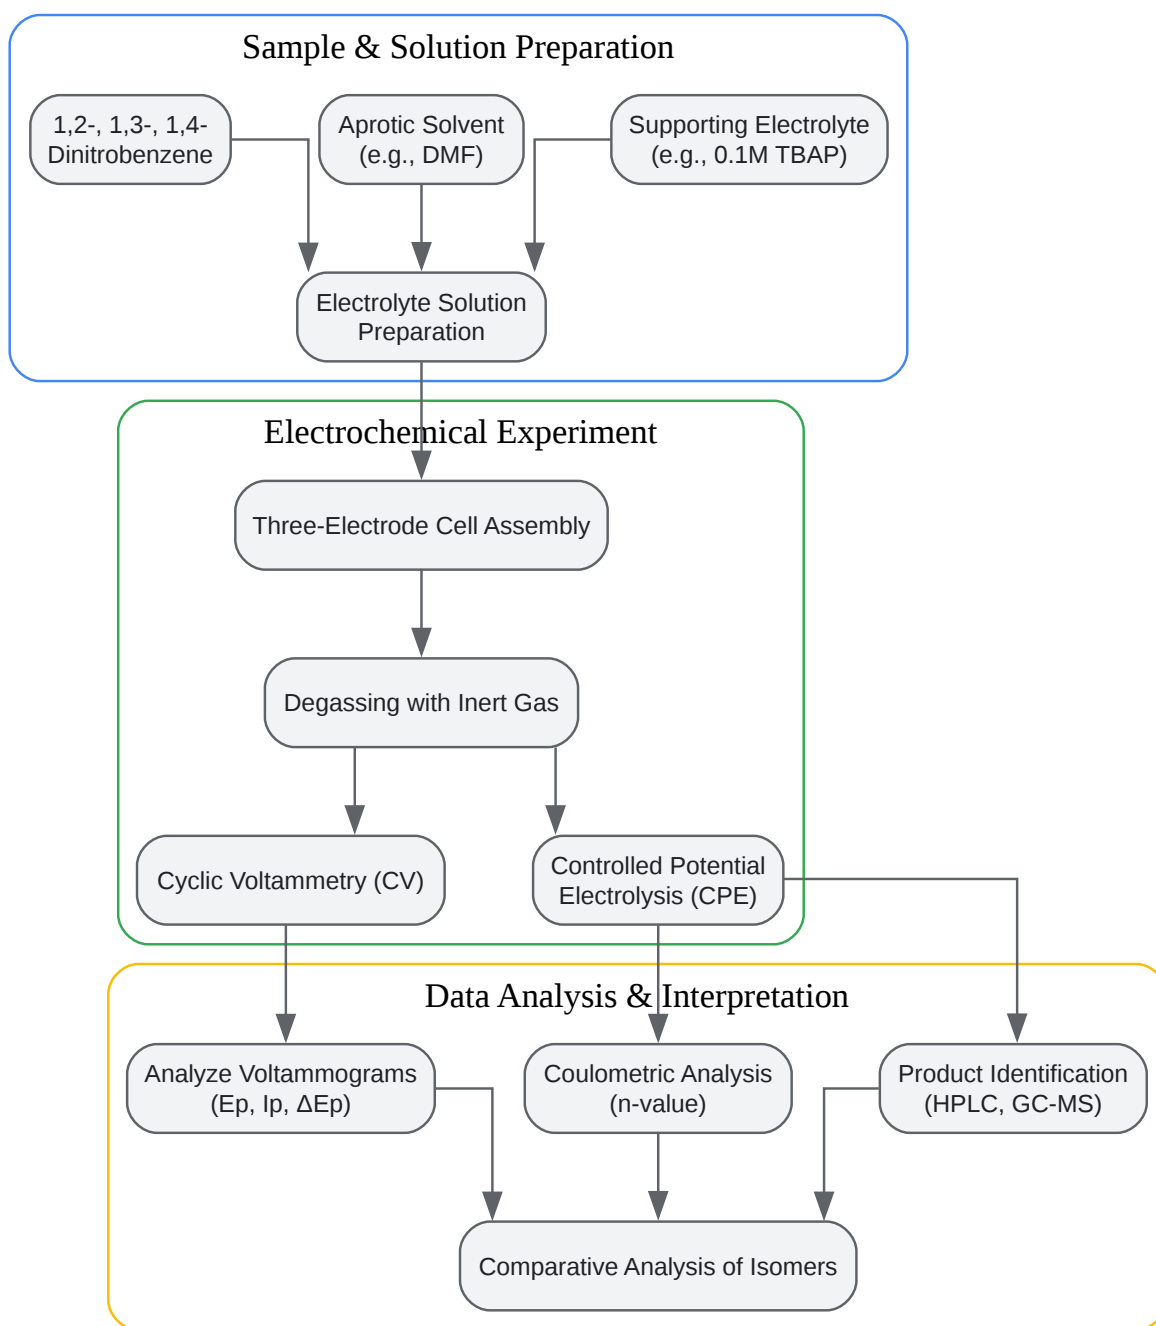 Sample & Solution Preparation
1,2-, 1,3-, 1,4-
Dinitrobenzene
Aprotic Solvent
(e.g., DMF)
Supporting Electrolyte
(e.g., 0.1M TBAP)
Electrolyte Solution
Preparation
Electrochemical Experiment
Three-Electrode Cell Assembly
Degassing with Inert Gas
Cyclic Voltammetry (CV)
Controlled Potential
Electrolysis (CPE)
Data Analysis & Interpretation
Analyze Voltammograms
(Ep, Ip, ΔEp)
Coulometric Analysis
(n-value)
Product Identification
(HPLC, GC-MS)
Comparative Analysis of Isomers